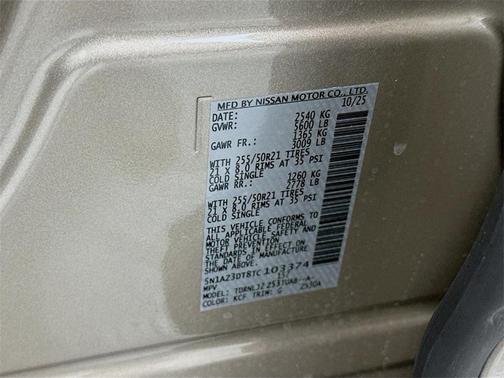 MFD BY NISSAN MOTOR CO., LTD.
DATE: 10/25
GVWR: 2540 KG
5600 LB
GAWR FR.: 1365 KG
3009 LB
WITH 255/50R21 TIRES
21 x 8.0 RIMS AT 35 PSI
COLD SINGLE
GAWR RR.: 1260 KG
2778 LB
WITH 255/50R21 TIRES
21 x 8.0 RIMS AT 35 PSI
COLD SINGLE
THIS VEHICLE CONFORMS TO ALL
APPLICABLE FEDERAL
MOTOR VEHICLE SAFETY AND
THEFT PREVENTION
STANDARDS IN EFFECT ON THE
DATE OF MANUFACTURE
5N1AZ3DT8TC103374
MPV
MODEL:
COLOR: KCF TRIM: G